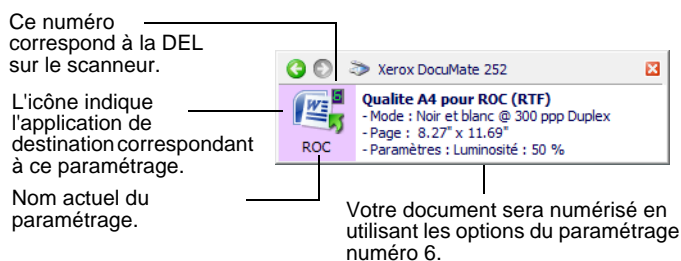 Ce numéro
correspond à la DEL
sur le scanneur.
Xerox DocuMate 252
L'icône indique
l'application de
destination correspondant
à ce paramétrage.
6
Qualite A4 pour ROC (RTF)
- Mode : Noir et blanc @ 300 ppp Duplex
- Page : 8.27" x 11.69"
- Paramètres : Luminosité : 50 %
W
ROC
Nom actuel du
paramétrage.
Votre document sera numérisé en
utilisant les options du paramétrage
numéro 6.